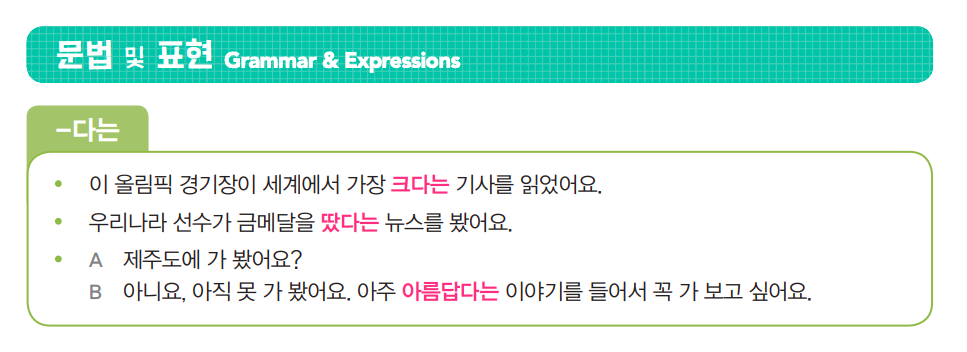 문법 및 표현 Grammar & Expressions
-다는
• 이 올림픽 경기장이 세계에서 가장 크다는 기사를 읽었어요.
• 우리나라 선수가 금메달을 땄다는 뉴스를 봤어요.
• A 제주도에 가 봤어요?
B 아니요, 아직 못 가 봤어요. 아주 아름답다는 이야기를 들어서 꼭 가 보고 싶어요.